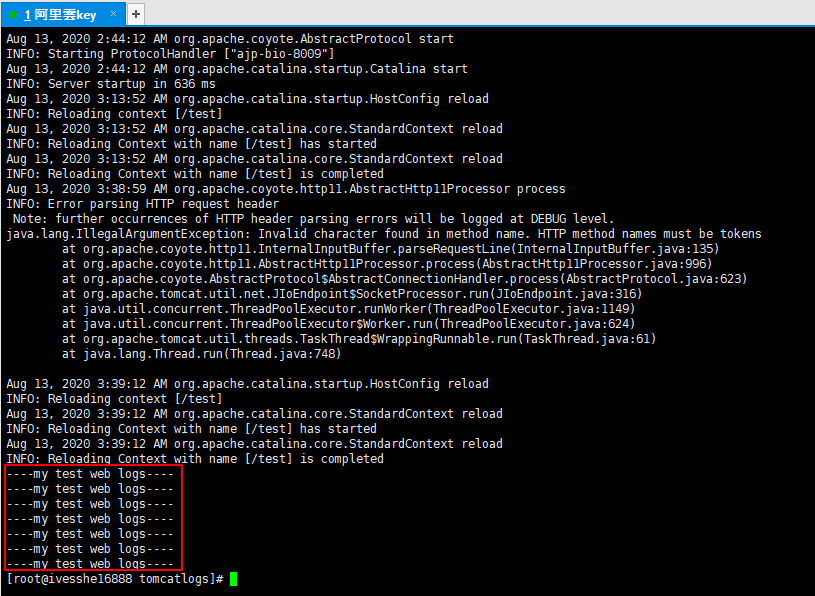 1 阿里雲key × +
Aug 13, 2020 2:44:12 AM org.apache.coyote.AbstractProtocol start
INFO: Starting ProtocolHandler ["ajp-bio-8009"]
Aug 13, 2020 2:44:12 AM org.apache.catalina.startup.Catalina start
INFO: Server startup in 636 ms
Aug 13, 2020 3:13:52 AM org.apache.catalina.startup.HostConfig reload
INFO: Reloading context [/test]
Aug 13, 2020 3:13:52 AM org.apache.catalina.core.StandardContext reload
INFO: Reloading Context with name [/test] has started
Aug 13, 2020 3:13:52 AM org.apache.catalina.core.StandardContext reload
INFO: Reloading Context with name [/test] is completed
Aug 13, 2020 3:38:59 AM org.apache.coyote.http11.AbstractHttp11Processor process
INFO: Error parsing HTTP request header
 Note: further occurrences of HTTP header parsing errors will be logged at DEBUG level.
java.lang.IllegalArgumentException: Invalid character found in method name. HTTP method names must be tokens
        at org.apache.coyote.http11.InternalInputBuffer.parseRequestLine(InternalInputBuffer.java:135)
        at org.apache.coyote.http11.AbstractHttp11Processor.process(AbstractHttp11Processor.java:996)
        at org.apache.coyote.AbstractProtocol$AbstractConnectionHandler.process(AbstractProtocol.java:623)
        at org.apache.tomcat.util.net.JIoEndpoint$SocketProcessor.run(JIoEndpoint.java:316)
        at java.util.concurrent.ThreadPoolExecutor.runWorker(ThreadPoolExecutor.java:1149)
        at java.util.concurrent.ThreadPoolExecutor$Worker.run(ThreadPoolExecutor.java:624)
        at org.apache.tomcat.util.threads.TaskThread$WrappingRunnable.run(TaskThread.java:61)
        at java.lang.Thread.run(Thread.java:748)
Aug 13, 2020 3:39:12 AM org.apache.catalina.startup.HostConfig reload
INFO: Reloading context [/test]
Aug 13, 2020 3:39:12 AM org.apache.catalina.core.StandardContext reload
INFO: Reloading Context with name [/test] has started
Aug 13, 2020 3:39:12 AM org.apache.catalina.core.StandardContext reload
INFO: Reloading Context with name [/test] is completed
----my test web logs----
----my test web logs----
----my test web logs----
----my test web logs----
----my test web logs----
----my test web logs----
----my test web logs----
[root@ivesshe16888 tomcatlogs]#